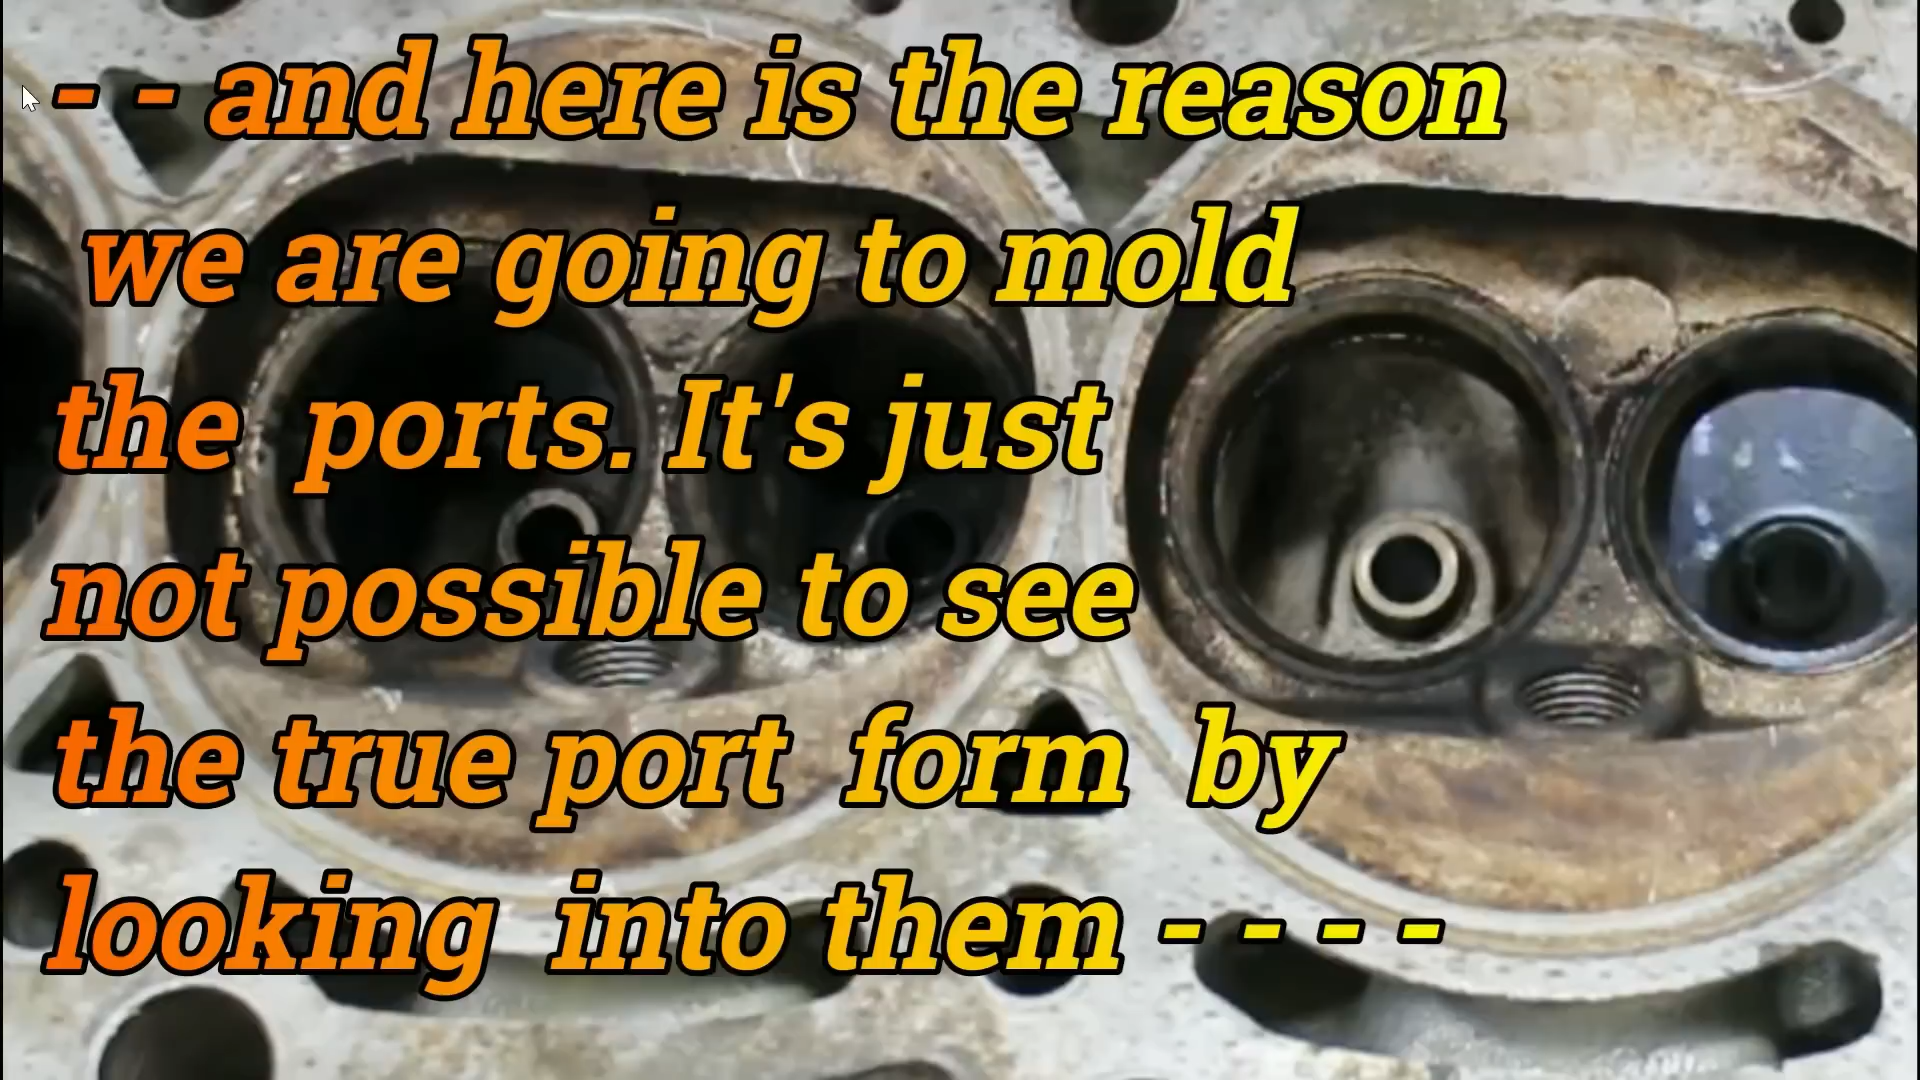 - - and here is the reason
we are going to mold
the ports. It's just
not possible to see
the true port form by
looking into them - - - -